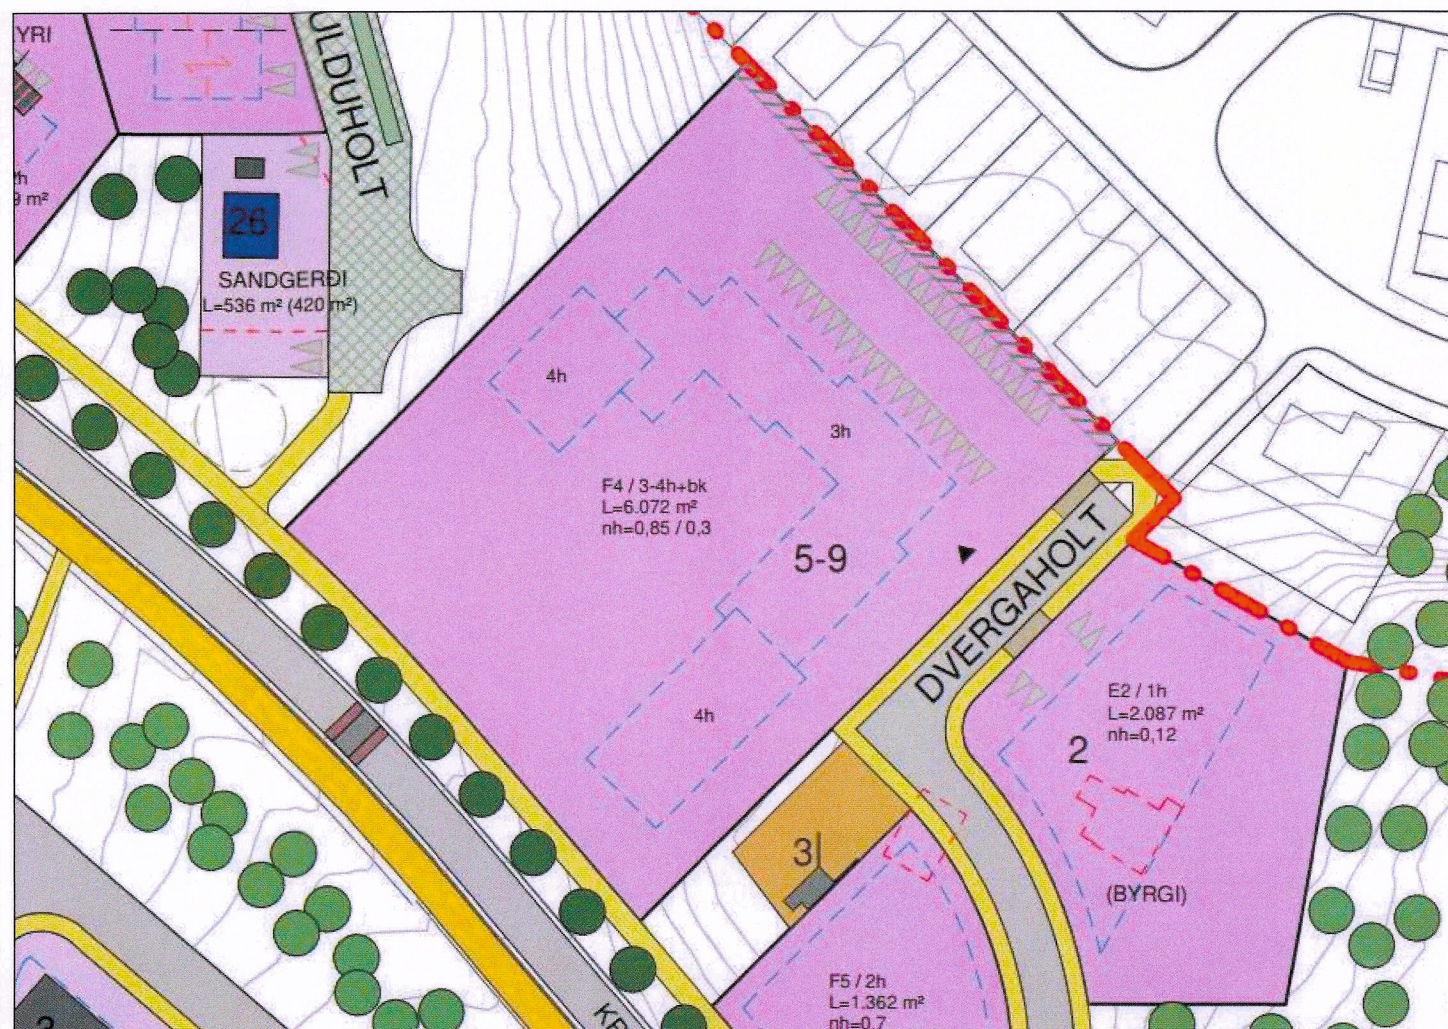 YRI
ULDUHOLT
9 m²
26
SANDGERÐI
L=536 m² (420 m²)
4h
3h
F4 / 3-4h+bk
L=6.072 m²
nh=0,85 / 0,3
5-9
DVERGAHOLT
4h
E2 / 1h
L=2.087 m²
nh=0,12
2
3
(BYRGI)
F5 / 2h
L=1.362 m²
nh=0,7